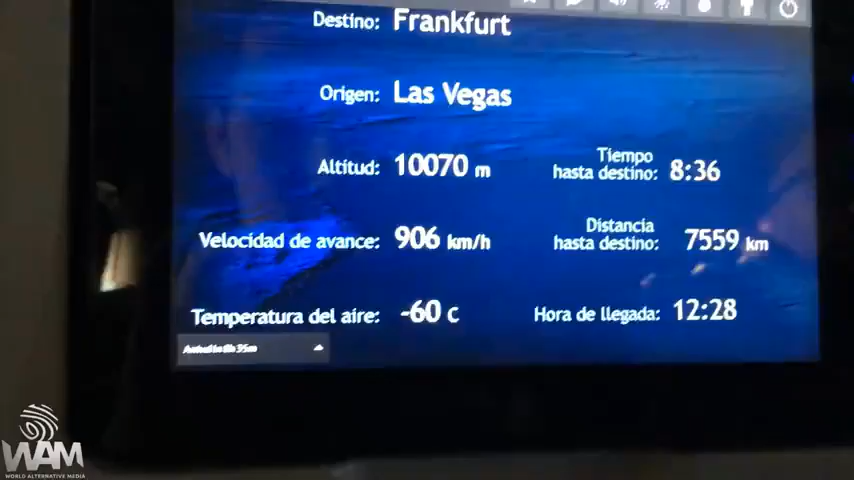 Destino: Frankfurt
Origen: Las Vegas
Altitud: 10070 m
Tiempo
hasta destino: 8:36
Velocidad de avance: 906 km/h
Distancia
hasta destino: 7559 km
Temperatura del aire: -60 C
Hora de llegada: 12:28
WAM
WORLD ALTERNATIVE MEDIA